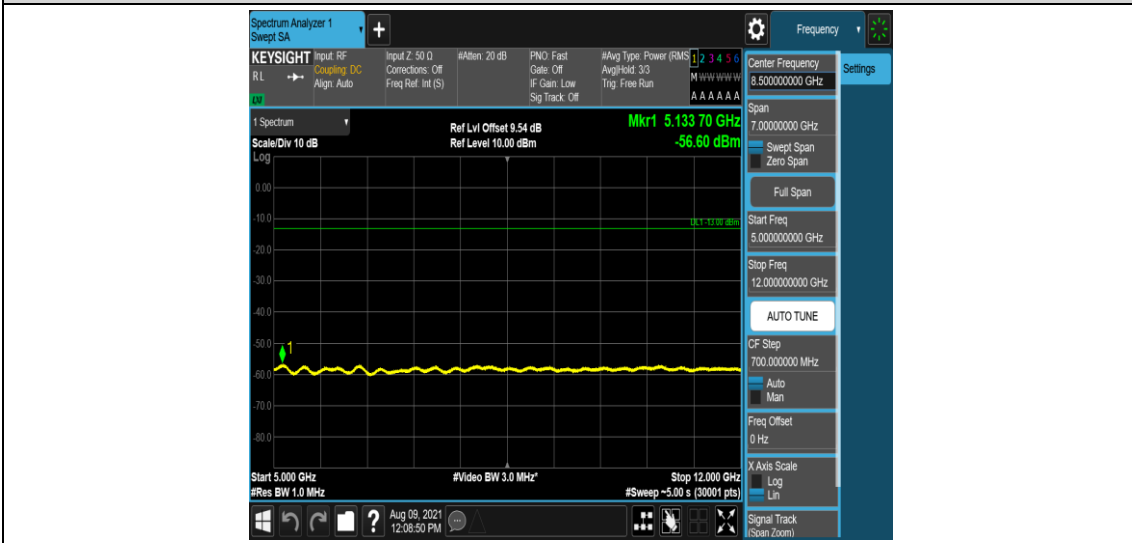 Spectrum Analyzer 1
Swept SA
+
Frequency
KEYSIGHT
RL
LXI
Input: RF
Coupling: DC
Align: Auto
Input Z: 50 Ω
Corrections: Off
Freq Ref: Int (S)
#Atten: 20 dB
PNO: Fast
Gate: Off
IF Gain: Low
Sig Track: Off
#Avg Type: Power (RMS
Avg|Hold: 3/3
Trig: Free Run
1 2 3 4 5 6
M W W W W W
A A A A A A
1 Spectrum
Scale/Div 10 dB
Log
Ref Lvl Offset 9.54 dB
Ref Level 10.00 dBm
Mkr1 5.133 70 GHz
-56.60 dBm
0.00
-10.0
DL1 -13.00 dBm
-20.0
-30.0
-40.0
-50.0
1
-60.0
-70.0
-80.0
Start 5.000 GHz
#Res BW 1.0 MHz
#Video BW 3.0 MHz*
Stop 12.000 GHz
#Sweep ~5.00 s (30001 pts)
?
Aug 09, 2021
12:08:50 PM
Center Frequency
8.500000000 GHz
Settings
Span
7.00000000 GHz
Swept Span
Zero Span
Full Span
Start Freq
5.000000000 GHz
Stop Freq
12.000000000 GHz
AUTO TUNE
CF Step
700.000000 MHz
Auto
Man
Freq Offset
0 Hz
X Axis Scale
Log
Lin
Signal Track
(Span Zoom)